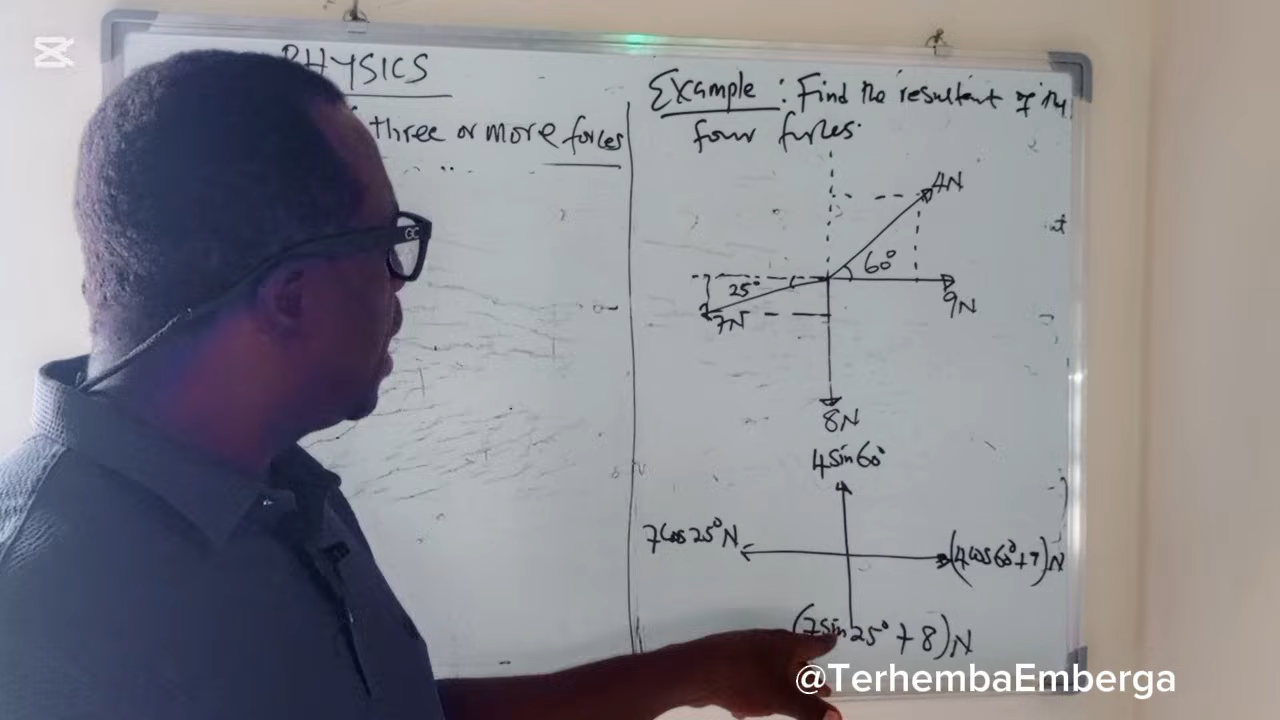 PHYSICS
three or more forces
Example: Find the resultant of the
four forces.
4N
60°
25°
9N
7N
8N
4sin60°
7cos25°N
(4cos60°+9)N
(7sin25°+8)N
@TerhembaEmberga